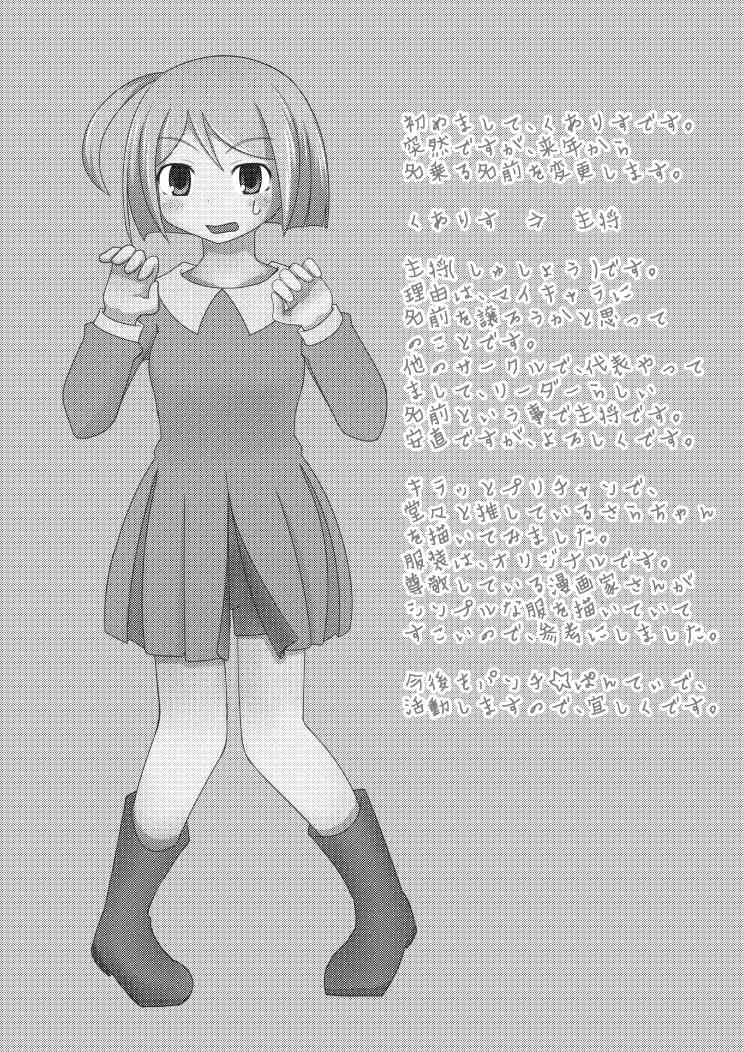 初めまして、くありすです。
突然ですが、来年から
名乗る名前を変更します。
くありす → 主将
主将(しゅしょう)です。
理由は、マイキャラに
名前を譲ろうかと思って
のことです。
他のサークルで、代表やって
まして、リーダーらしい
名前という事で主将です。
安直ですが、よろしくです。
キラッとプリチャンで、
堂々と推しているさらちゃん
を描いてみました。
服装は、オリジナルです。
尊敬している漫画家さんが
シンプルな服を描いていて
すごいので、参考にしました。
今後もパンチ☆ぱんてぃで、
活動しますので、宜しくです。